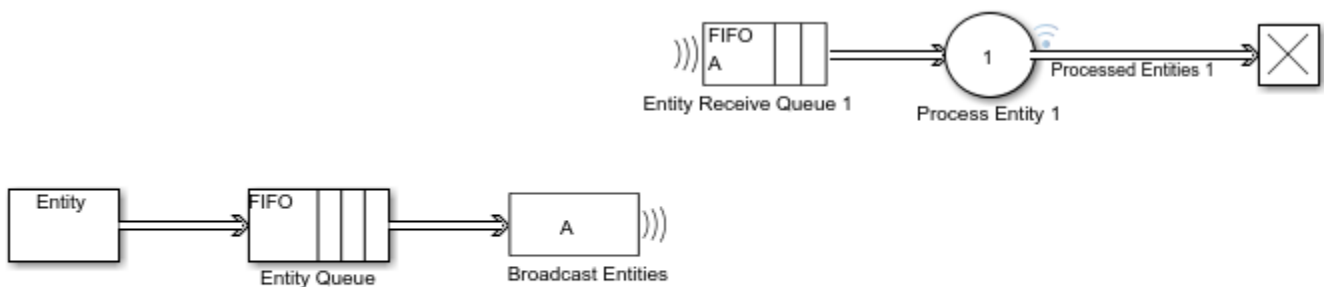 FIFO
A
1
Processed Entities 1
Entity Receive Queue 1
Process Entity 1
Entity
FIFO
A
Entity Queue
Broadcast Entities